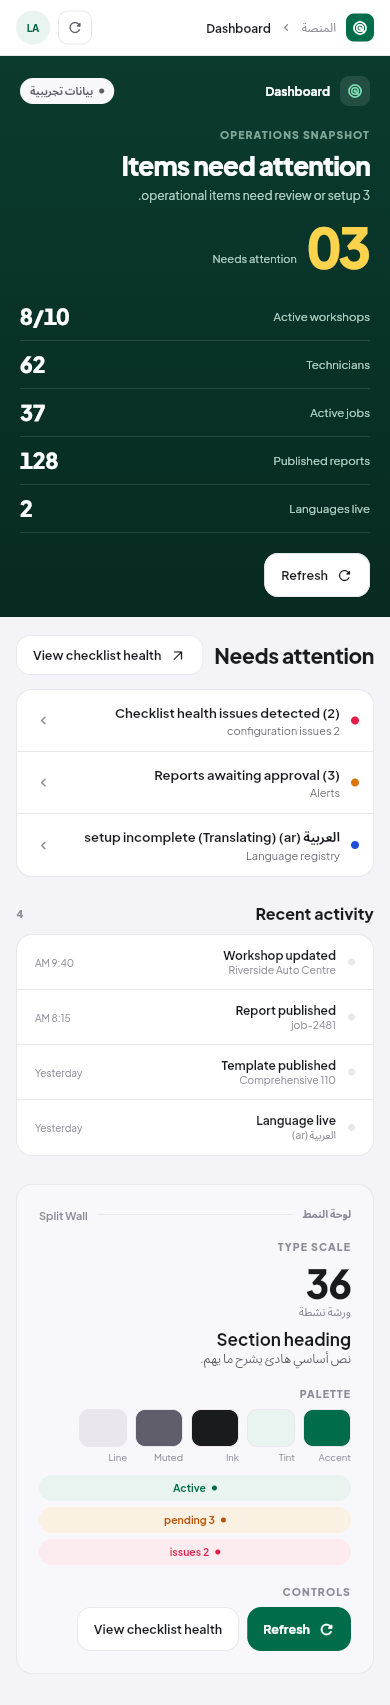 المنصة › Dashboard
LA
Dashboard
بيانات تجريبية
OPERATIONS SNAPSHOT
Items need attention
.operational items need review or setup 3
03 Needs attention
Active workshops 8/10
Technicians 62
Active jobs 37
Published reports 128
Languages live 2
Refresh
Needs attention
View checklist health
Checklist health issues detected (2)
configuration issues 2
Reports awaiting approval (3)
Alerts
setup incomplete (Translating) (ar) العربية
Language registry
Recent activity 4
Workshop updated
Riverside Auto Centre
AM 9:40
Report published
job-2481
AM 8:15
Template published
Comprehensive 110
Yesterday
Language live
العربية (ar)
Yesterday
لوحة النمط
Split Wall
TYPE SCALE
36
ورشة نشطة
Section heading
نص أساسي هادئ يشرح ما يهم.
PALETTE
Accent Tint Ink Muted Line
Active
pending 3
issues 2
CONTROLS
Refresh
View checklist health